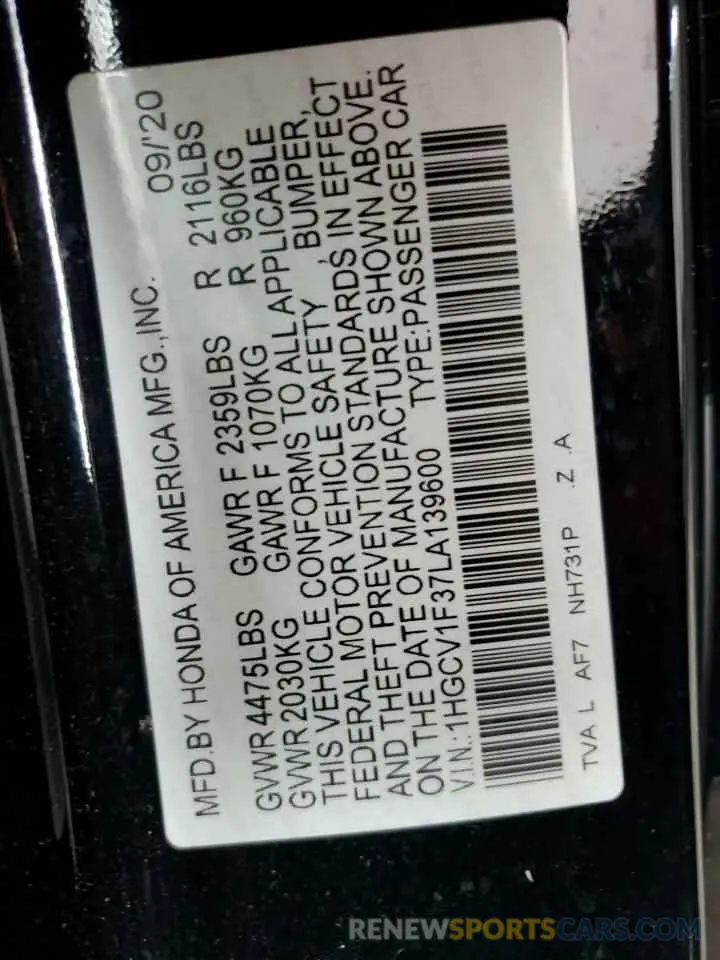 MFD.BY HONDA OF AMERICA MFG.,INC. 09/'20
GVWR 4475LBS GAWR F 2359LBS R 2116LBS
GVWR 2030KG GAWR F 1070KG R 960KG
THIS VEHICLE CONFORMS TO ALL APPLICABLE
FEDERAL MOTOR VEHICLE SAFETY , BUMPER,
AND THEFT PREVENTION STANDARDS IN EFFECT
ON THE DATE OF MANUFACTURE SHOWN ABOVE.
V.I.N.:1HGCV1F37LA139600 TYPE:PASSENGER CAR
TVA L AF7 NH731P .Z .A
RENEWSPORTSCARS.COM